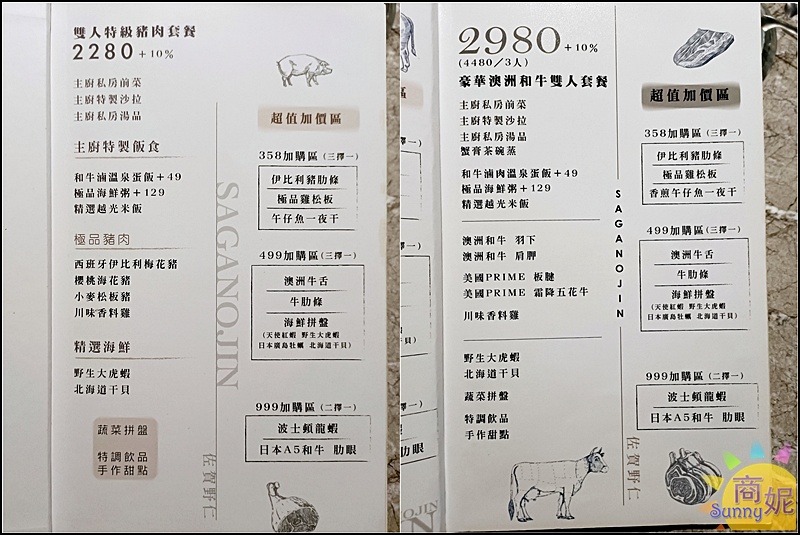 雙人特級豬肉套餐
2280+10%
主廚私房前菜
主廚特製沙拉
主廚私房湯品
主廚特製飯食
和牛滷溫泉蛋飯+49
極品海鮮粥+129
精選越光米飯
極品豬肉
西班牙伊比利梅花豬
櫻桃海花豬
小麥松板豬
川味香料雞
精選海鮮
野生大虎蝦
北海道干貝
蔬菜拼盤
特調飲品
手作甜點
SAGANOJIN
佐賀野仁
超值加價區
358加購區(三擇一)
伊比利豬肋條
極品雞松板
午仔魚一夜干
499加購區(三擇一)
澳洲牛舌
牛肋條
海鮮拼盤
(天使紅蝦 野生大虎蝦
日本廣島牡蠣 北海道干貝)
999加購區(二擇一)
波士頓龍蝦
日本A5和牛 肋眼
2980+10%
(4480/3人)
豪華澳洲和牛雙人套餐
主廚私房前菜
主廚特製沙拉
主廚私房湯品
蟹膏茶碗蒸
和牛滷肉溫泉蛋飯+49
極品海鮮粥+129
精選越光米飯
澳洲和牛 羽下
澳洲和牛 肩胛
美國PRIME 板腱
美國PRIME 霜降五花牛
川味香料雞
野生大虎蝦
北海道干貝
蔬菜拼盤
特調飲品
手作甜點
SAGANOJIN
佐賀野仁
超值加價區
358加購區(三擇一)
伊比利豬肋條
極品雞松板
香煎午仔魚一夜干
499加購區(三擇一)
澳洲牛舌
牛肋條
海鮮拼盤
(天使紅蝦 野生大虎蝦
日本廣島牡蠣 北海道干貝)
999加購區(二擇一)
波士頓龍蝦
日本A5和牛 肋眼
商妮
Sunny